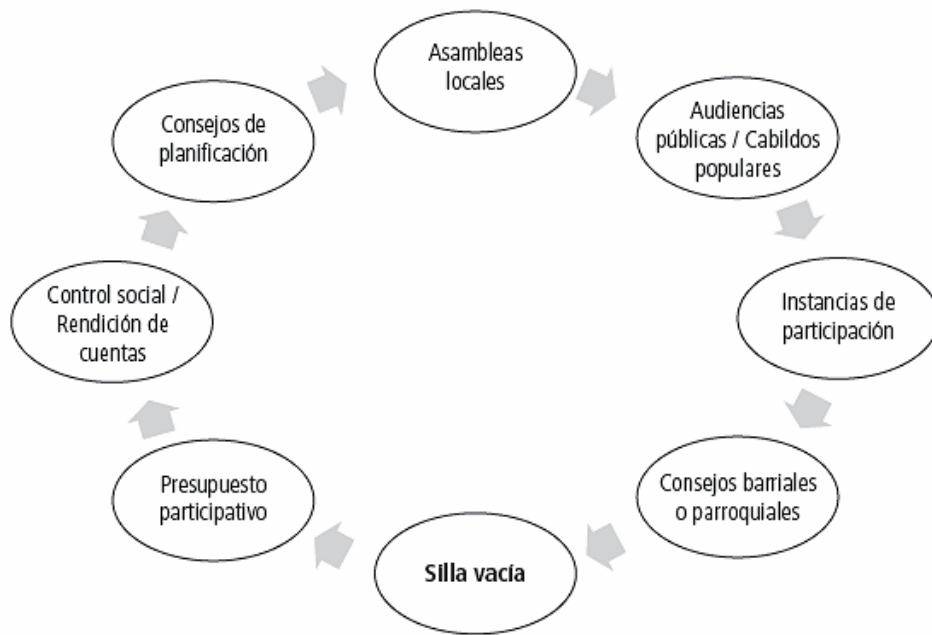 Asambleas
locales
Audiencias
públicas / Cabildos
populares
Instancias de
participación
Consejos barriales
o parroquiales
Silla vacía
Presupuesto
participativo
Control social /
Rendición de
cuentas
Consejos de
planificación